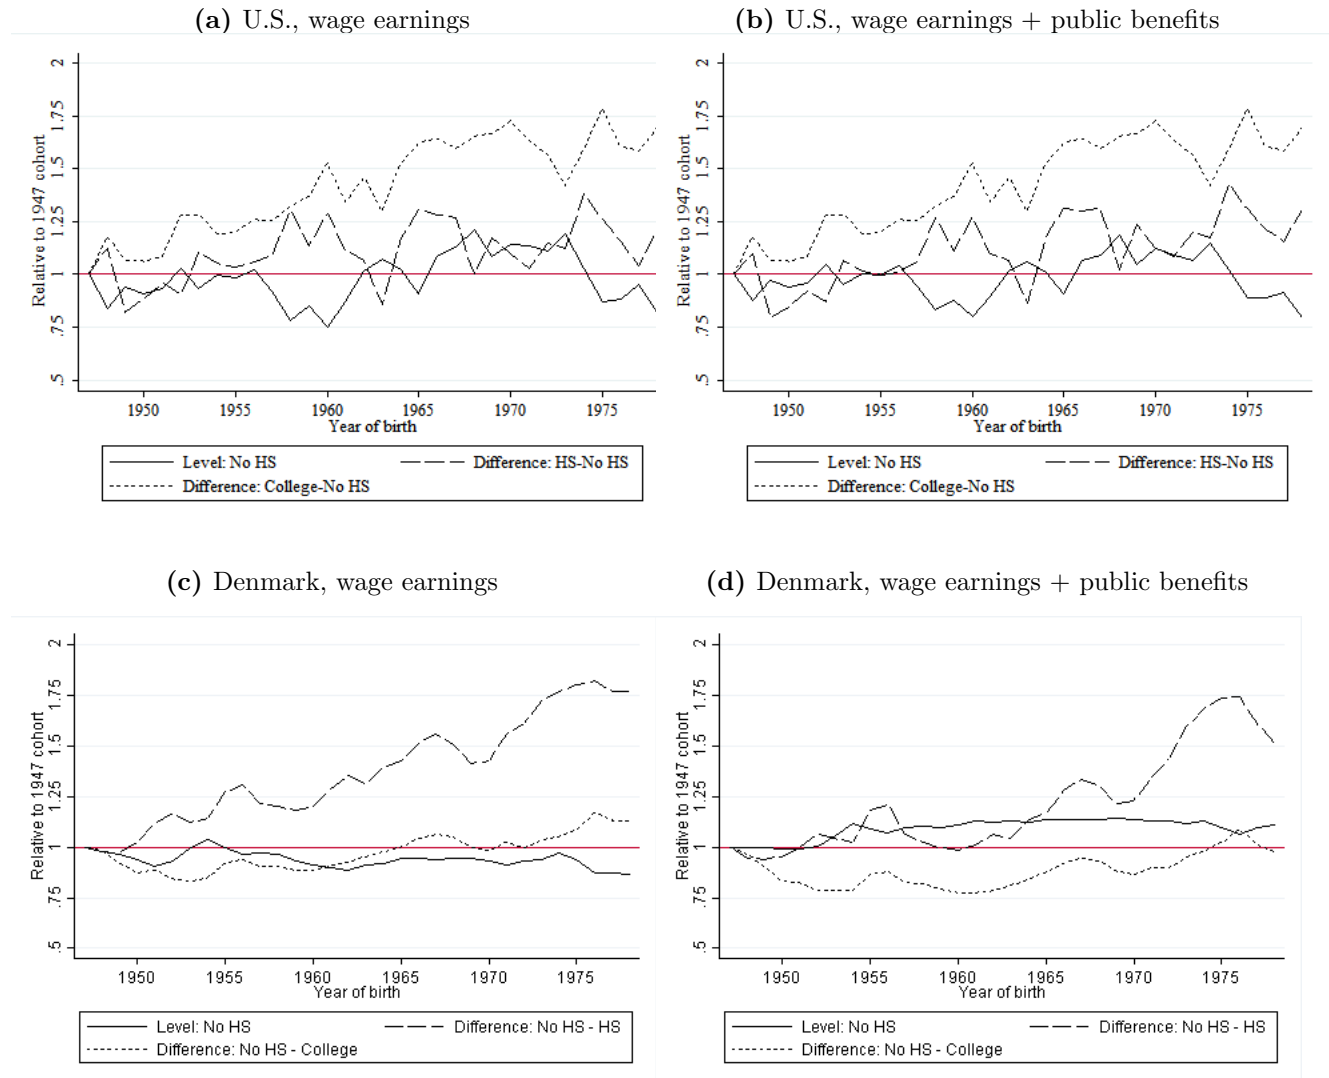 (a) U.S., wage earnings
Relative to 1947 cohort
2
1.75
1.5
1.25
1
.75
.5
1950 1955 1960 1965 1970 1975
Year of birth
Level: No HS Difference: HS-No HS
Difference: College-No HS
(b) U.S., wage earnings + public benefits
Relative to 1947 cohort
2
1.75
1.5
1.25
1
.75
.5
1950 1955 1960 1965 1970 1975
Year of birth
Level: No HS Difference: HS-No HS
Difference: College-No HS
(c) Denmark, wage earnings
Relative to 1947 cohort
2
1.75
1.5
1.25
1
.75
.5
1950 1955 1960 1965 1970 1975
Year of birth
Level: No HS Difference: No HS - HS
Difference: No HS - College
(d) Denmark, wage earnings + public benefits
Relative to 1947 cohort
2
1.75
1.5
1.25
1
.75
.5
1950 1955 1960 1965 1970 1975
Year of birth
Level: No HS Difference: No HS - HS
Difference: No HS - College